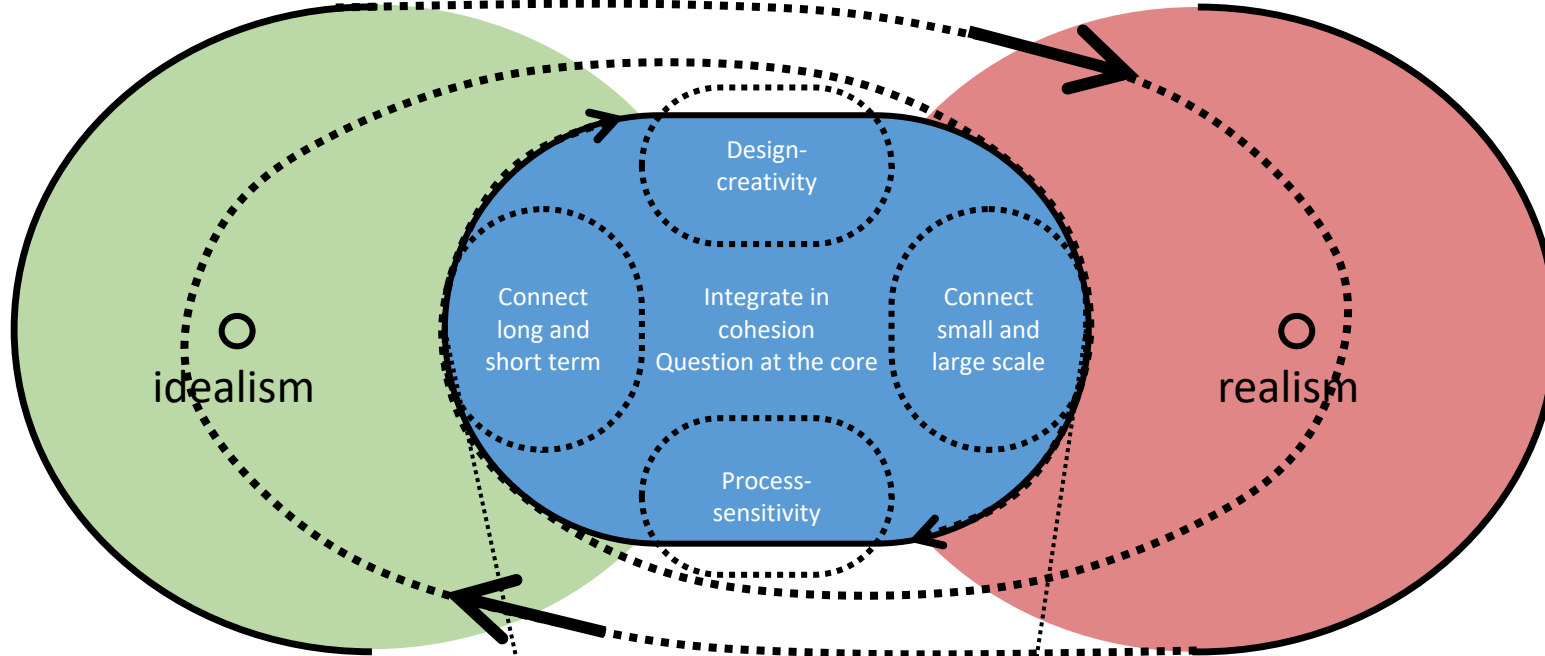 Design-
creativity
Connect
long and
short term
Integrate in
cohesion
Question at the core
Connect
small and
large scale
idealism
realism
Process-
sensitivity